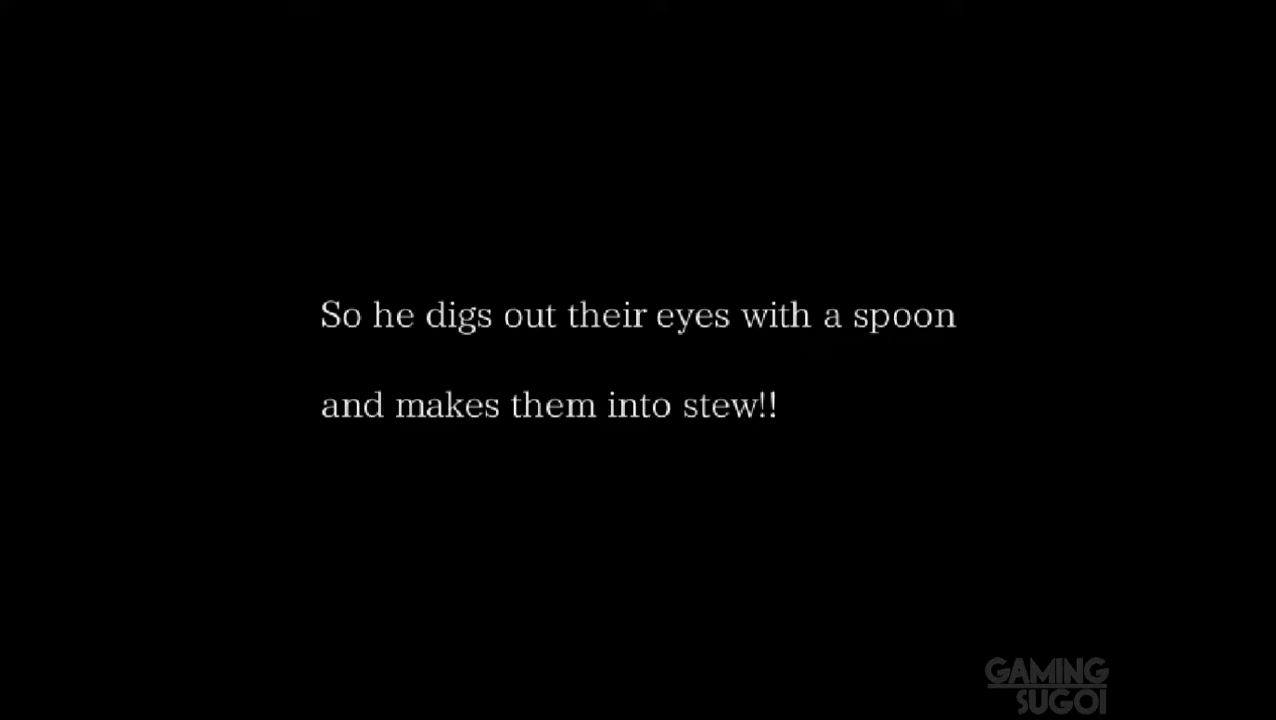 So he digs out their eyes with a spoon
and makes them into stew!!
GAMING
SUGOI